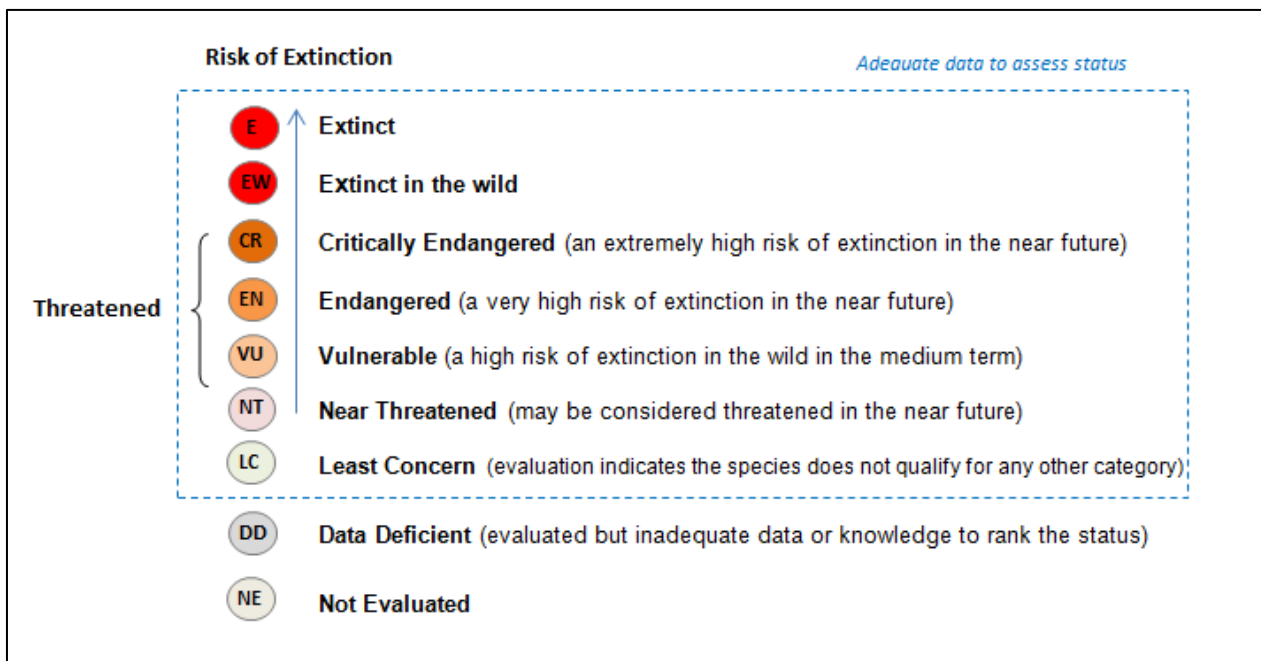 Risk of Extinction
Adequate data to assess status
E Extinct
EW Extinct in the wild
CR Critically Endangered (an extremely high risk of extinction in the near future)
EN Endangered (a very high risk of extinction in the near future)
Threatened
VU Vulnerable (a high risk of extinction in the wild in the medium term)
NT Near Threatened (may be considered threatened in the near future)
LC Least Concern (evaluation indicates the species does not qualify for any other category)
DD Data Deficient (evaluated but inadequate data or knowledge to rank the status)
NE Not Evaluated